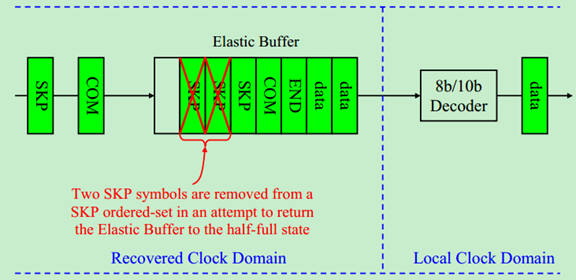 Elastic Buffer
SKP
COM
SKP
SKP
SKP
COM
END
data
data
8b/10b
Decoder
data
Two SKP symbols are removed from a
SKP ordered-set in an attempt to return
the Elastic Buffer to the half-full state
Recovered Clock Domain
Local Clock Domain